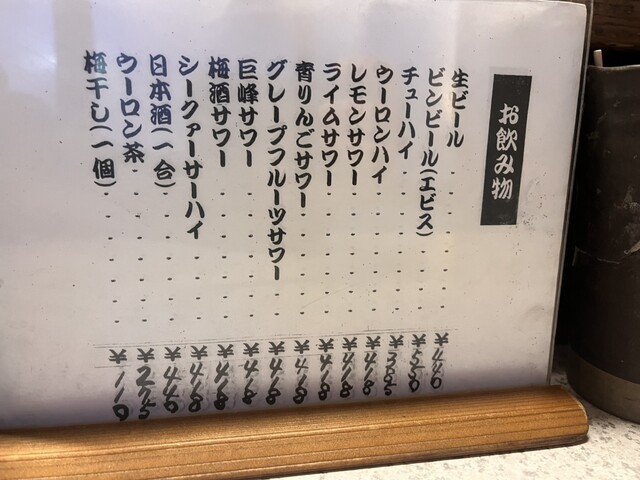 お飲み物
生ビール ¥440
ビンビール(エビス) ¥550
チューハイ ¥385
ウーロンハイ ¥418
レモンサワー ¥418
ライムサワー ¥418
青りんごサワー ¥418
グレープフルーツサワー ¥418
巨峰サワー ¥418
梅酒サワー ¥418
シークァーサーハイ ¥418
日本酒(一合) ¥440
ウーロン茶 ¥275
梅干し(一個) ¥110